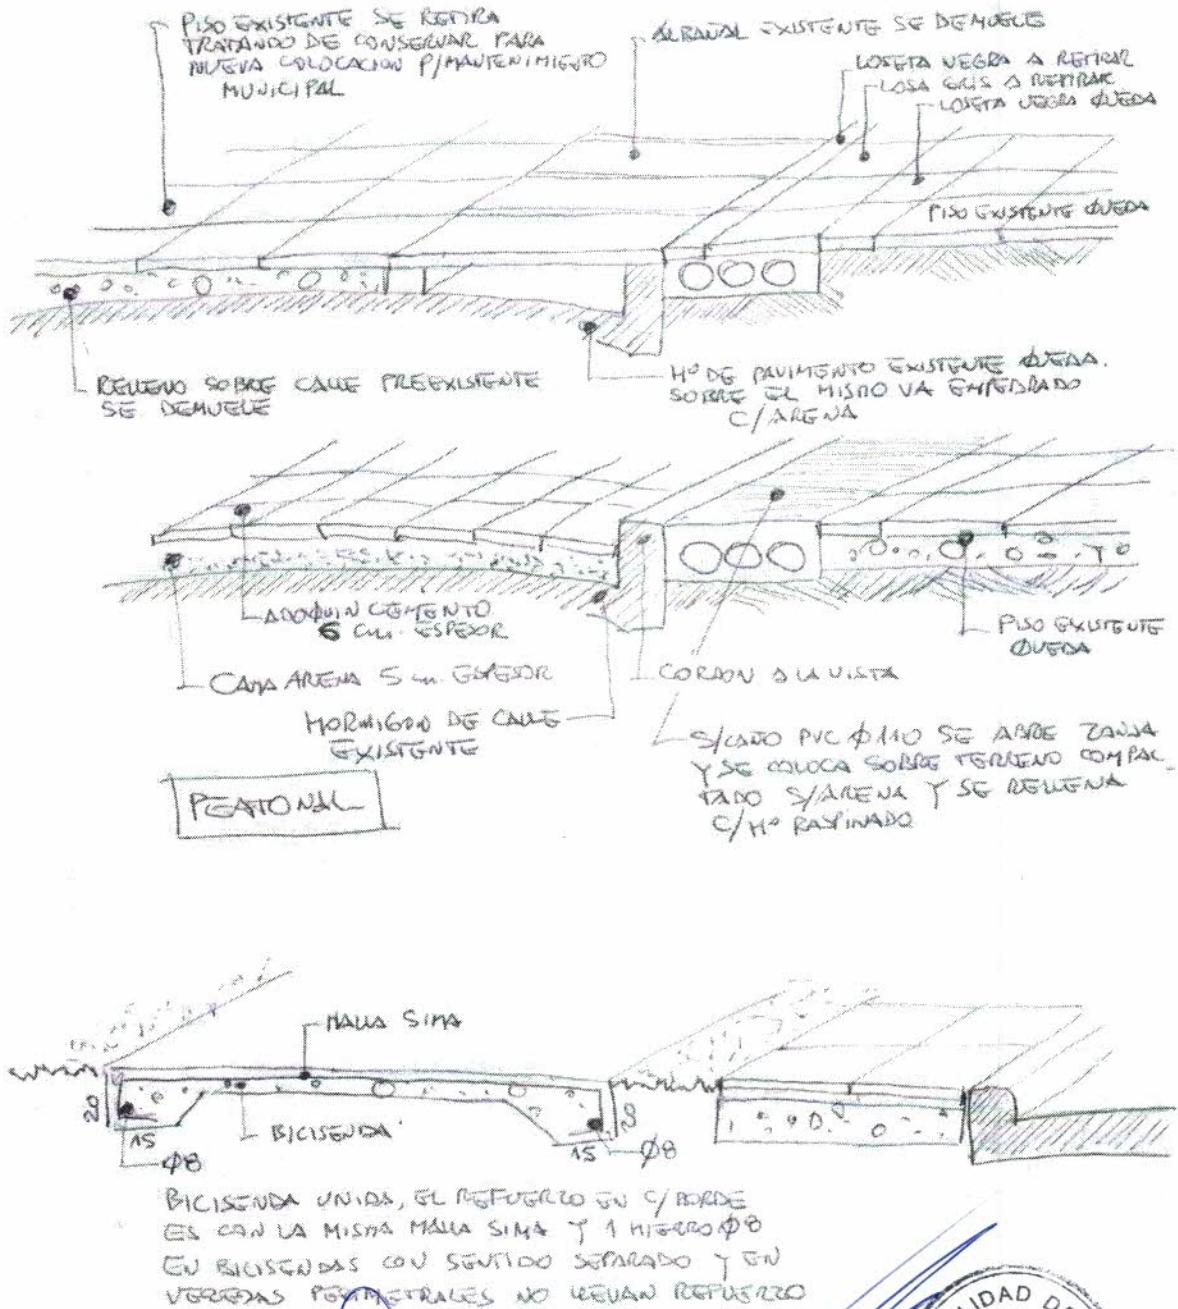 PISO EXISTENTE SE RETIRA
TRATANDO DE CONSERVAR PARA
NUEVA COLOCACION P/MANTENIMIENTO
MUNICIPAL
ALBAÑAL EXISTENTE SE DEMUELE
LOSETA NEGRA A RETIRAR
LOSA GRIS A RETIRAR
LOSETA NEGRA QUEDA
PISO EXISTENTE QUEDA
RELLENO SOBRE CALLE PREEXISTENTE
SE DEMUELE
Hº DE PAVIMENTO EXISTENTE QUEDA.
SOBRE EL MISMO VA EMPEDRADO
C/ARENA
ADOQUIN CEMENTO
6 cm. ESPESOR
CAMA ARENA 5 cm. ESPESOR
HORMIGON DE CALLE
EXISTENTE
PEATONAL
CORDON A LA VISTA
PISO EXISTENTE
QUEDA
S/CAÑO PVC Ø110 SE ABRE ZANJA
Y SE COLOCA SOBRE TERRENO COMPAC_
TADO S/ARENA Y SE RELLENA
C/Hº RASPINADO
MALLA SIMA
20
15
Ø8
BICISENDA
15
Ø8
BICISENDA UNIDA, EL REFUERZO EN C/BORDE
ES CON LA MISMA MALLA SIMA Y 1 HIERRO Ø8
EN BICISENDAS CON SENTIDO SEPARADO Y EN
VEREDAS PERIMETRALES NO LLEVAN REFUERZO
LIDAD D